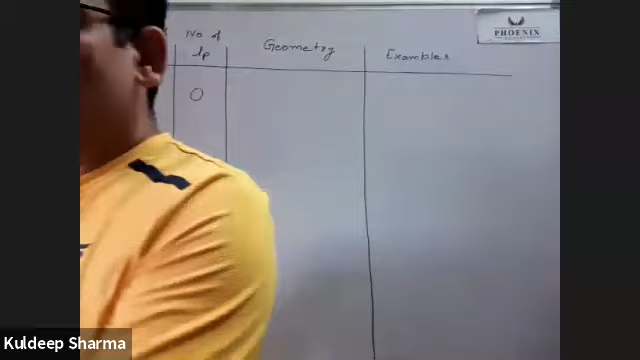 No of
lp
Geometry
Examples
PHOENIX
0
Kuldeep Sharma